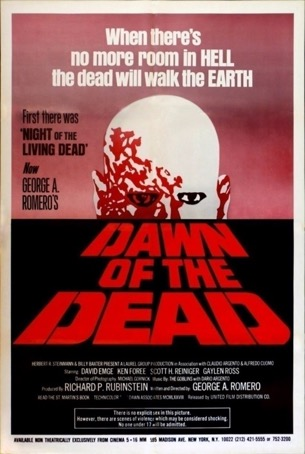 When there's
no more room in HELL
the dead will walk the EARTH
First there was
'NIGHT OF THE
LIVING DEAD'
Now
GEORGE A.
ROMERO'S
DAWN
OF THE
DEAD
HERBERT R. STEINMANN & BILLY BAXTER PRESENT A LAUREL GROUP PRODUCTION in Association with CLAUDIO ARGENTO & ALFREDO CUOMO
Starring: DAVID EMGE KEN FOREE SCOTT H. REINIGER GAYLEN ROSS
Director of Photography: MICHAEL GORNICK Music By: THE GOBLINS with DARIO ARGENTO
Produced By: RICHARD P. RUBINSTEIN Written and Directed by: GEORGE A. ROMERO
READ THE ST. MARTIN'S BOOK TECHNICOLOR DAWN ASSOCIATES MCMLXXVIII Released by UNITED FILM DISTRIBUTION CO.
There is no explicit sex in this picture.
However, there are scenes of violence which may be considered shocking.
No one under 17 will be admitted.
AVAILABLE NON THEATRICALLY EXCLUSIVELY FROM CINEMA 5 - 16 MM MADISON AVE. NEW YORK, N.Y. 10022 (212)